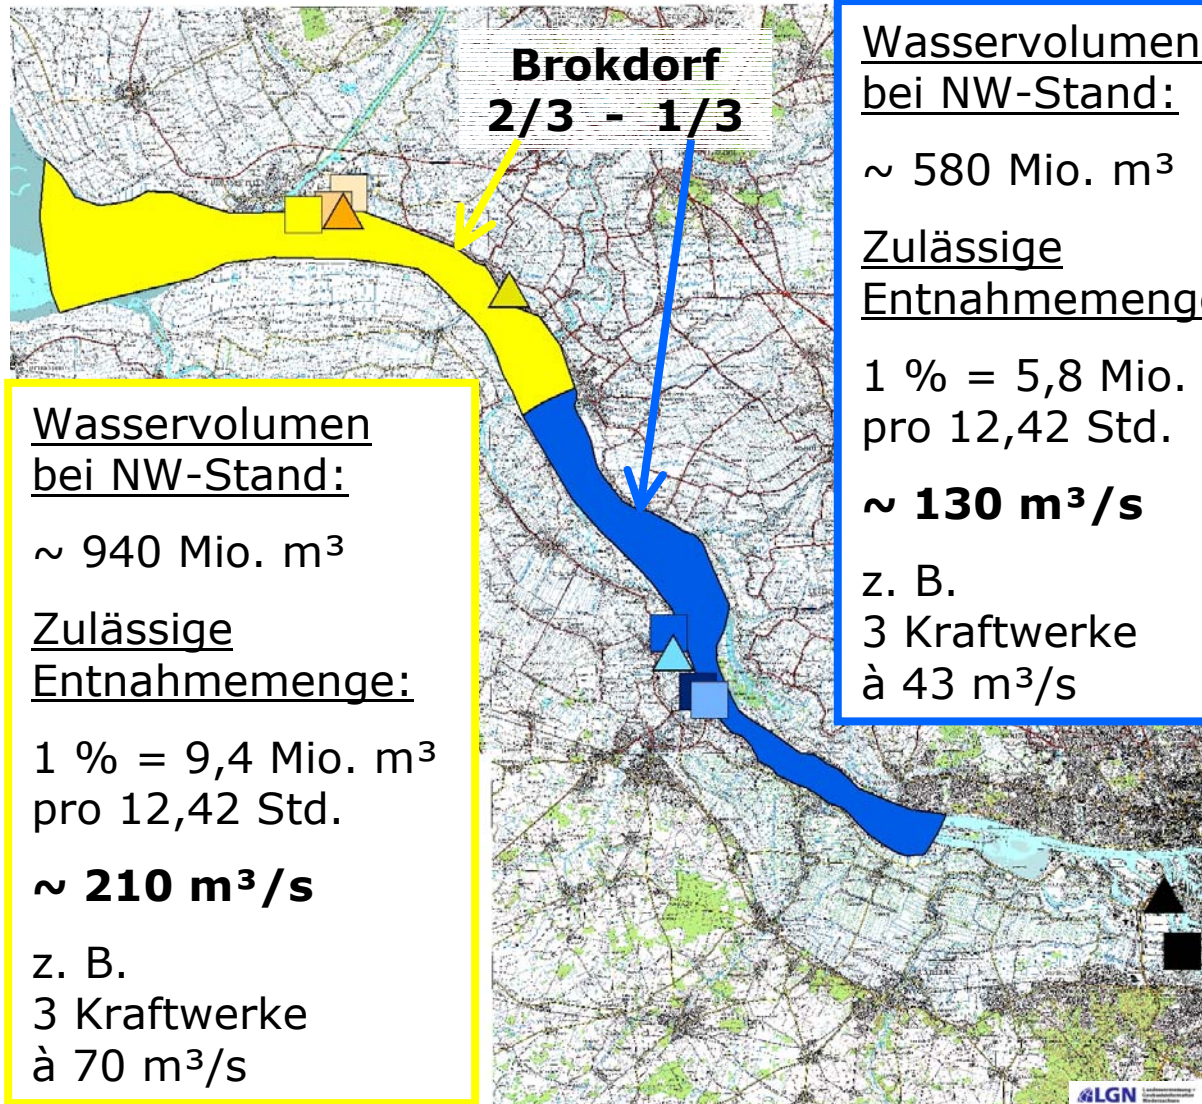 Brokdorf
2/3 - 1/3
Wasservolumen
bei NW-Stand:
~ 580 Mio. m³
Zulässige
Entnahmemenge
1 % = 5,8 Mio.
pro 12,42 Std.
~ 130 m³/s
z. B.
3 Kraftwerke
à 43 m³/s
Wasservolumen
bei NW-Stand:
~ 940 Mio. m³
Zulässige
Entnahmemenge:
1 % = 9,4 Mio. m³
pro 12,42 Std.
~ 210 m³/s
z. B.
3 Kraftwerke
à 70 m³/s
LGN